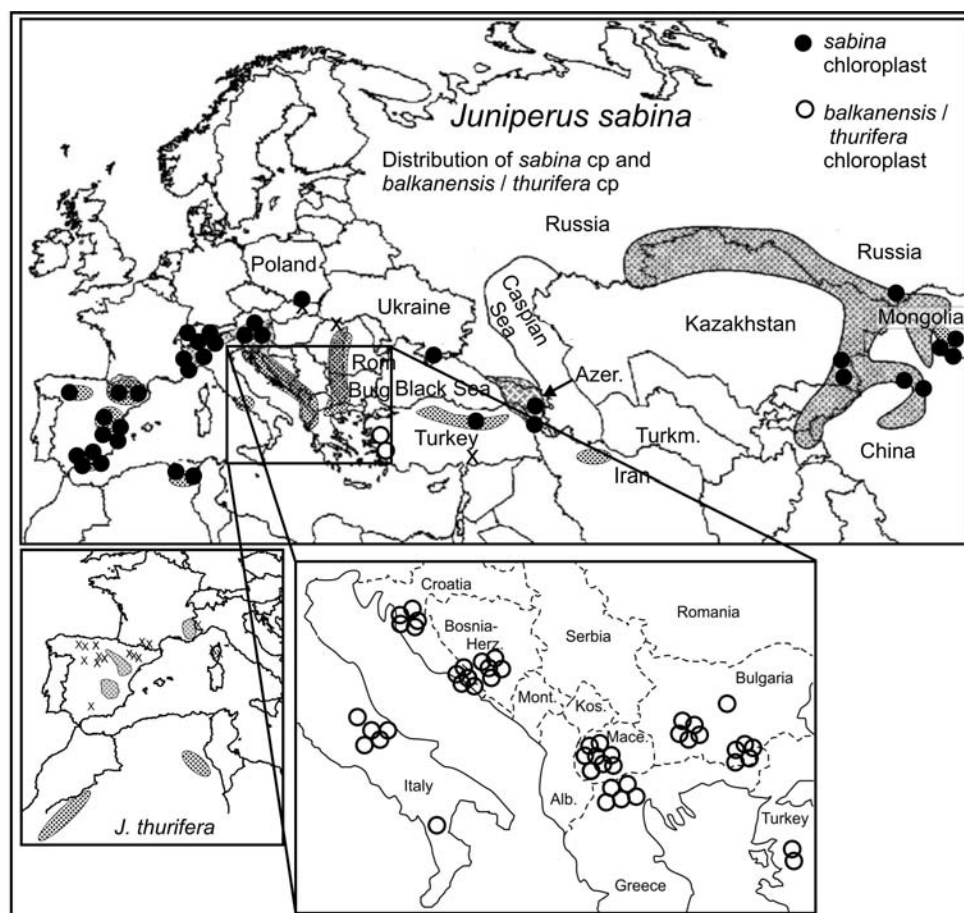 sabina
chloroplast
balkanensis /
thurifera
chloroplast
Juniperus sabina
Distribution of sabina cp and
balkanensis / thurifera cp
Russia
Russia
Poland
Ukraine
Caspian
Sea
Kazakhstan
Mongolia
Rom
Bulg
Black Sea
Azer.
Turkey
Turkm.
China
Iran
x
x
x
J. thurifera
Croatia
Bosnia-
Herz.
Serbia
Romania
Mont.
Kos.
Bulgaria
Mace.
Italy
Alb.
Turkey
Greece